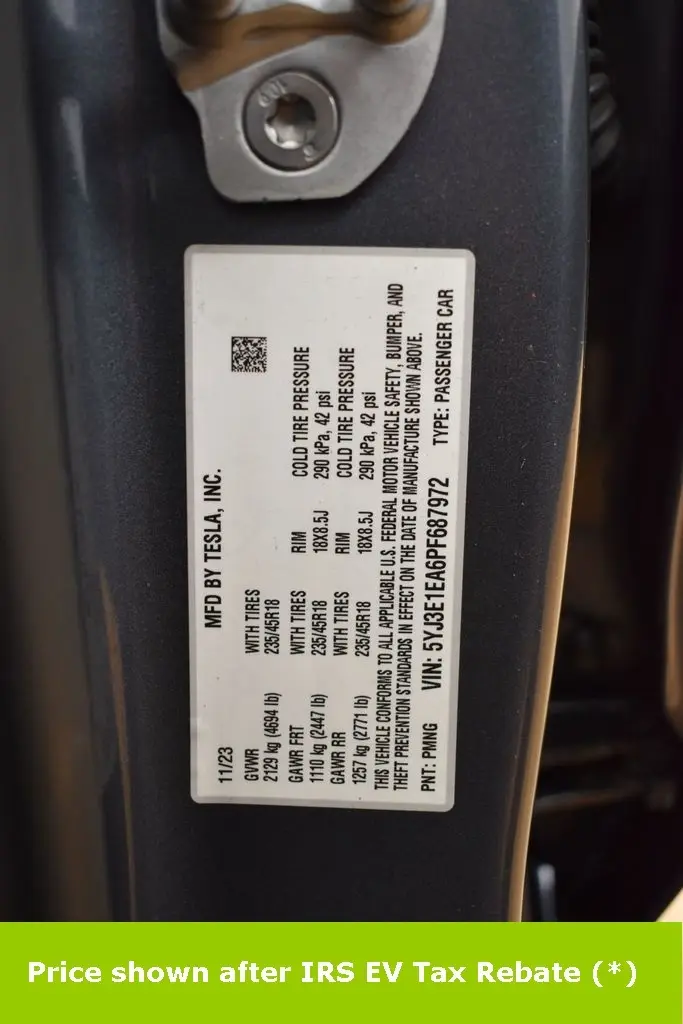 MFD BY TESLA, INC.
11/23
GVWR WITH TIRES
2129 kg (4694 lb) 235/45R18
GAWR FRT WITH TIRES RIM COLD TIRE PRESSURE
1110 kg (2447 lb) 235/45R18 18X8.5J 290 kPa, 42 psi
GAWR RR WITH TIRES RIM COLD TIRE PRESSURE
1257 kg (2771 lb) 235/45R18 18X8.5J 290 kPa, 42 psi
THIS VEHICLE CONFORMS TO ALL APPLICABLE U.S. FEDERAL MOTOR VEHICLE SAFETY, BUMPER, AND
THEFT PREVENTION STANDARDS IN EFFECT ON THE DATE OF MANUFACTURE SHOWN ABOVE.
PNT: PMNG VIN: 5YJ3E1EA6PF687972 TYPE: PASSENGER CAR
Price shown after IRS EV Tax Rebate (*)